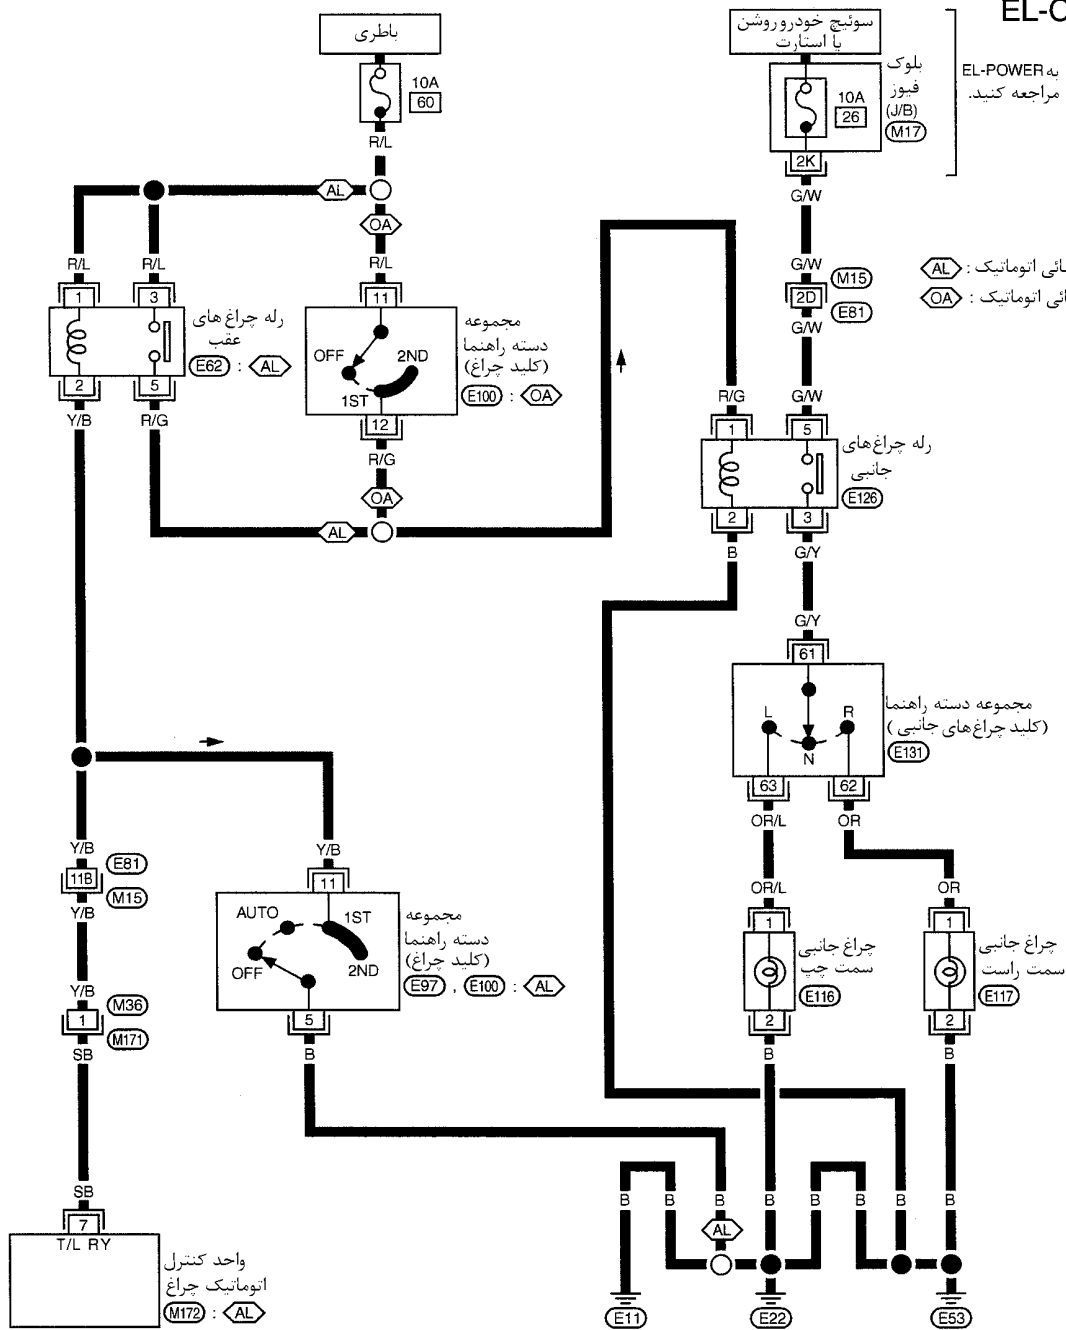 EL-C
باطری
10A
60
R/L
سوئیچ خودرو روشن
یا استارت
بلوک
فیوز
(J/B)
M17
10A
26
2K
به EL-POWER
مراجعه کنید.
G/W
AL
OA
R/L
R/L
R/L
G/W
M15
2D
E81
G/W
AL : ئی اتوماتیک
OA : ئی اتوماتیک
1
3
11
رله چراغ های
عقب
E62 : AL
OFF
2ND
1ST
مجموعه
دسته راهنما
(کلید چراغ)
E100 : OA
2
5
12
Y/B
R/G
R/G
OA
AL
R/G
G/W
1
5
رله چراغ‌های
جانبی
E126
2
3
B
G/Y
G/Y
61
L
R
N
مجموعه دسته راهنما
(کلید چراغ‌های جانبی)
E131
63
62
OR/L
OR
Y/B
E81
11B
M15
Y/B
Y/B
11
AUTO
1ST
OFF
2ND
مجموعه
دسته راهنما
(کلید چراغ)
E97 , E100 : AL
5
B
OR/L
OR
1
1
چراغ جانبی
سمت چپ
E116
چراغ جانبی
سمت راست
E117
2
2
B
B
Y/B
M36
1
M171
SB
SB
7
T/L RY
واحد کنترل
اتوماتیک چراغ
M172 : AL
B
B
B
B
B
B
B
B
AL
E11
E22
E53